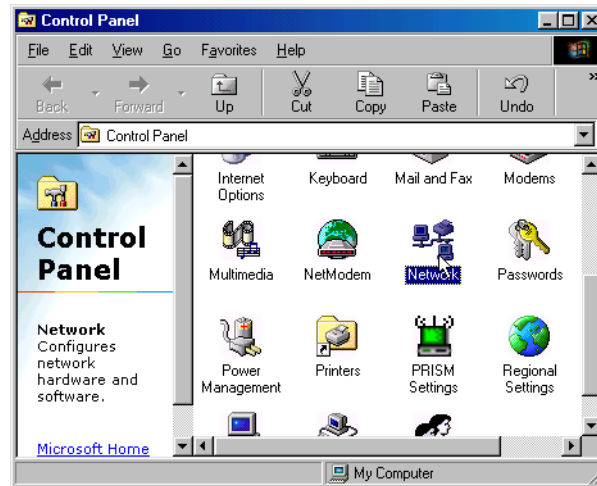 Control Panel
File Edit View Go Favorites Help
Back Forward Up Cut Copy Paste Undo »
Address Control Panel
Internet Options Keyboard Mail and Fax Modems
Control Panel
Multimedia NetModem Network Passwords
Network
Configures
network
hardware and
software.
Power Management Printers PRISM Settings Regional Settings
Microsoft Home
My Computer